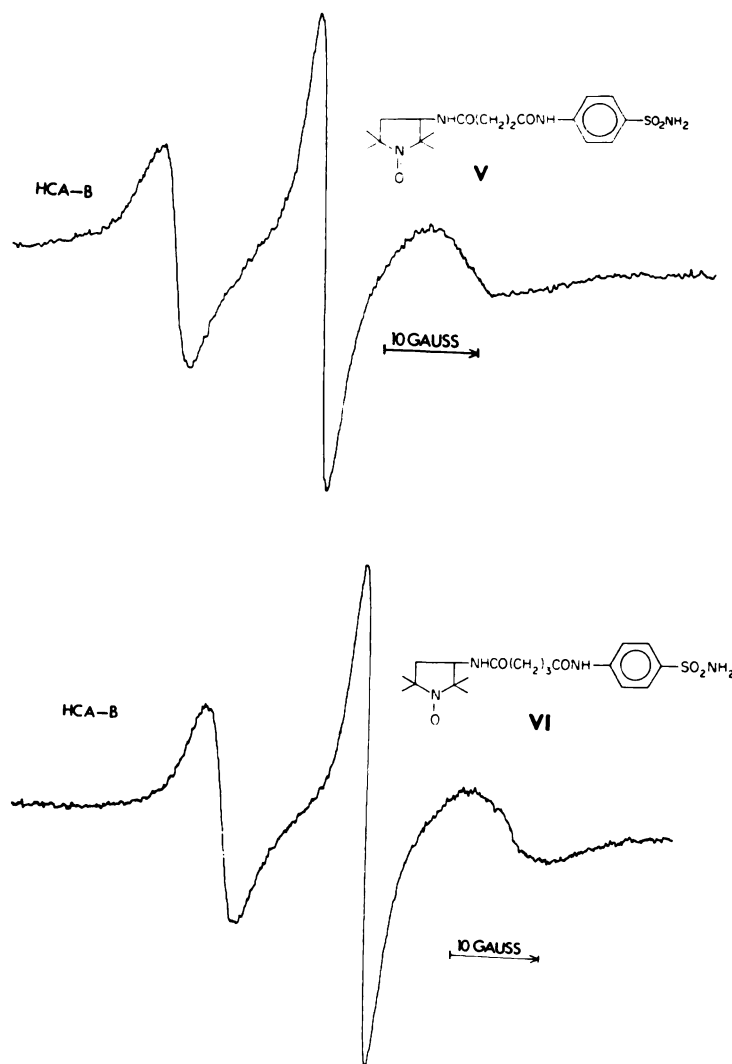 HCA-B
NHCO(CH₂)₂CONH
SO₂NH₂
N
O
V
10 GAUSS
HCA-B
NHCO(CH₂)₃CONH
SO₂NH₂
N
O
VI
10 GAUSS